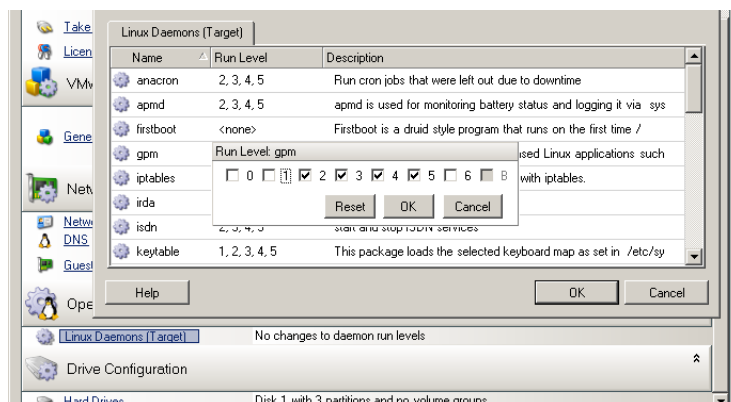 Take
Linux Daemons (Target)
Licen
Name Run Level Description
anacron 2, 3, 4, 5 Run cron jobs that were left out due to downtime
VMw
apmd 2, 3, 4, 5 apmd is used for monitoring battery status and logging it via sys
firstboot <none> Firstboot is a druid style program that runs on the first time /
Gene
gpm Run Level: gpm ased Linux applications such
iptables 0 1 2 3 4 5 6 B with iptables.
Netw
irda Reset OK Cancel
Netwo
isdn 2, 3, 4, 5 start and stop ISDN services
DNS
keytable 1, 2, 3, 4, 5 This package loads the selected keyboard map as set in /etc/sy
Guest
Help OK Cancel
Ope
Linux Daemons (Target) No changes to daemon run levels
Drive Configuration
Hard Drives Disk 1 with 3 partitions and no volume groups